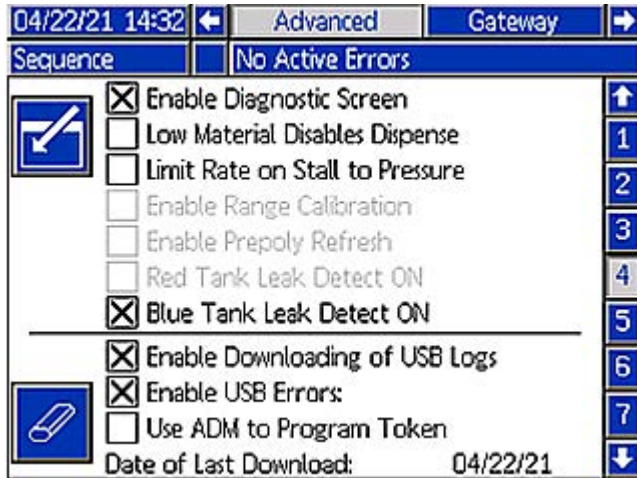 04/22/21 14:32 Advanced Gateway
Sequence No Active Errors
Enable Diagnostic Screen
Low Material Disables Dispense
Limit Rate on Stall to Pressure
Enable Range Calibration
Enable Prepoly Refresh
Red Tank Leak Detect ON
Blue Tank Leak Detect ON
Enable Downloading of USB Logs
Enable USB Errors:
Use ADM to Program Token
Date of Last Download: 04/22/21
1
2
3
4
5
6
7